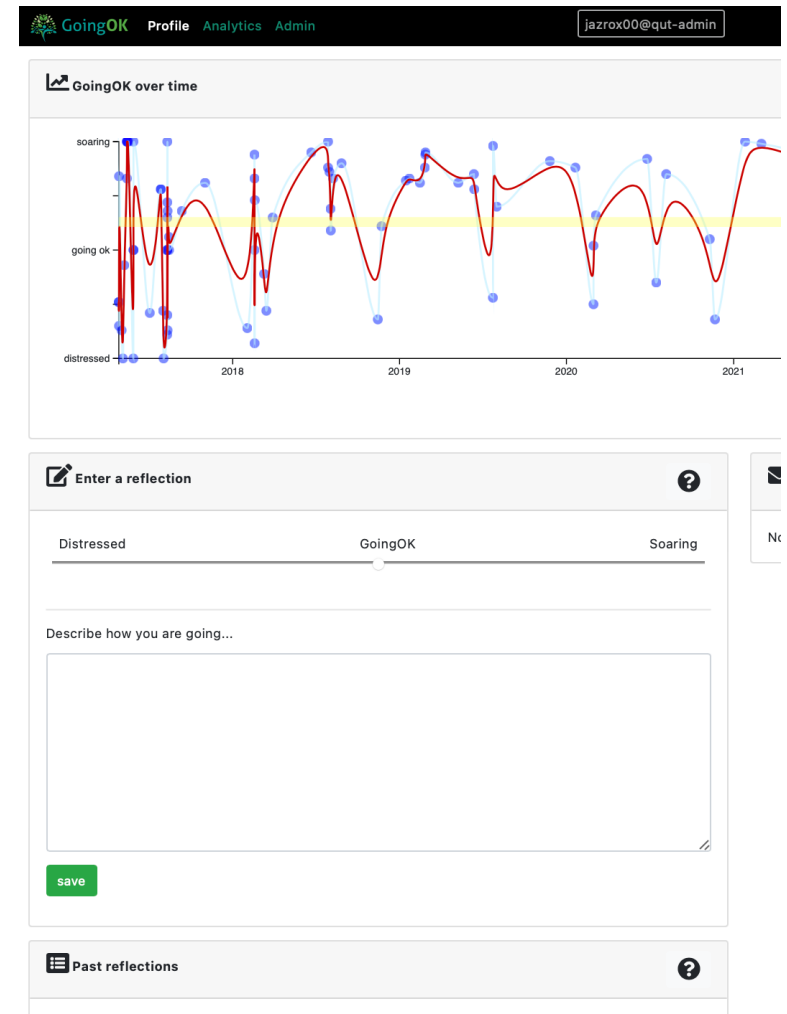 GoingOK Profile Analytics Admin jazrox00@qut-admin
GoingOK over time
soaring
going ok
distressed
2018 2019 2020 2021
Enter a reflection
Distressed GoingOK Soaring
No
Describe how you are going...
save
Past reflections